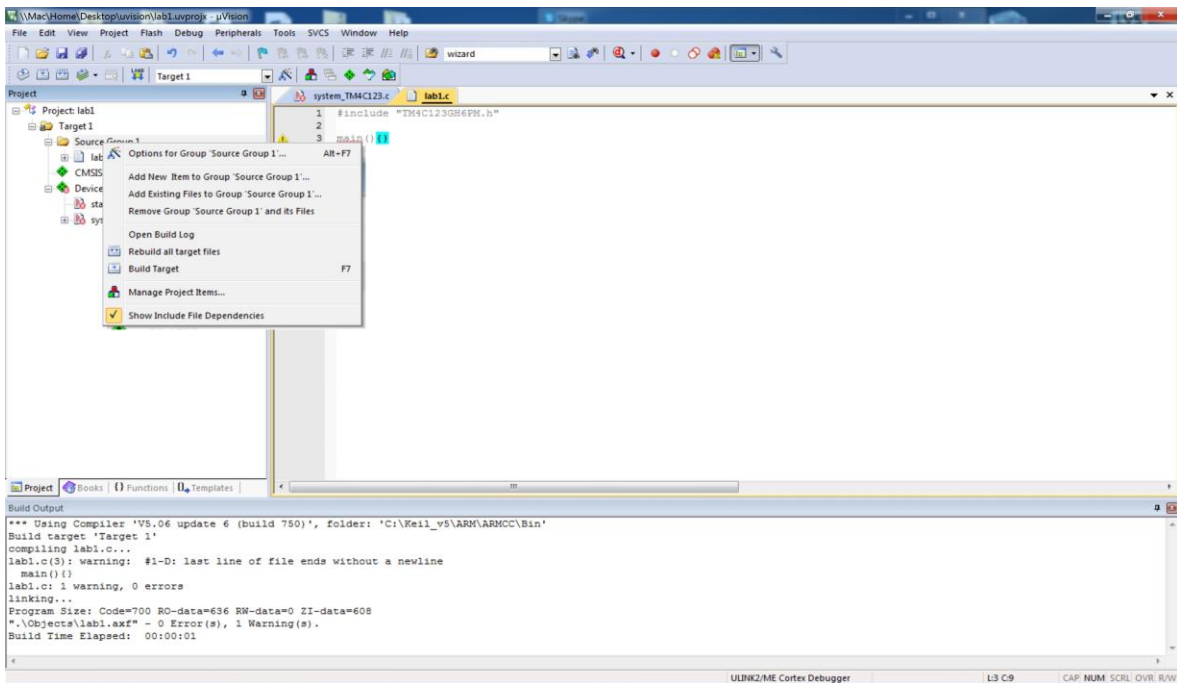 \\Mac\Home\Desktop\uvision\lab1.uvprojx - µVision
Skype
File Edit View Project Flash Debug Peripherals Tools SVCS Window Help
wizard
LOAD Target 1
Project
system_TM4C123.c lab1.c
Project: lab1
Target 1
Source Group 1
lab
CMSIS
Device
sta
sys
1 #include "TM4C123GH6PM.h"
2
3 main(){}
Options for Group 'Source Group 1'... Alt+F7
Add New Item to Group 'Source Group 1'...
Add Existing Files to Group 'Source Group 1'...
Remove Group 'Source Group 1' and its Files
Open Build Log
Rebuild all target files
Build Target F7
Manage Project Items...
Show Include File Dependencies
Project Books {} Functions Templates
Build Output
*** Using Compiler 'V5.06 update 6 (build 750)', folder: 'C:\Keil_v5\ARM\ARMCC\Bin'
Build target 'Target 1'
compiling lab1.c...
lab1.c(3): warning:  #1-D: last line of file ends without a newline
main(){}
lab1.c: 1 warning, 0 errors
linking...
Program Size: Code=700 RO-data=636 RW-data=0 ZI-data=608
".\Objects\lab1.axf" - 0 Error(s), 1 Warning(s).
Build Time Elapsed:  00:00:01
ULINK2/ME Cortex Debugger L:3 C:9 CAP NUM SCRL OVR R/W